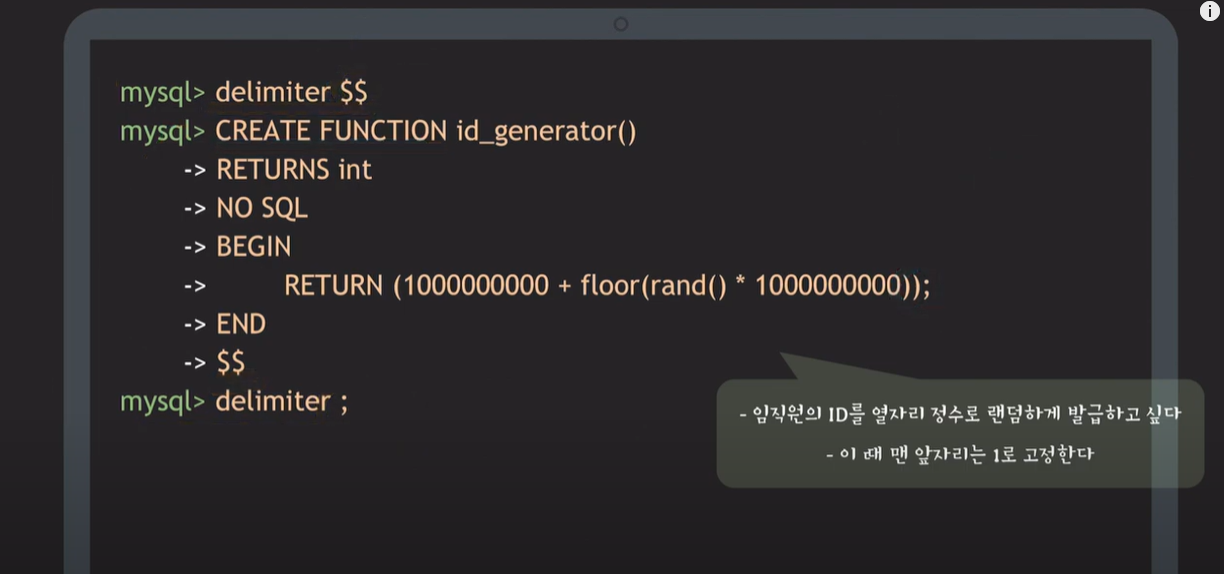 mysql> delimiter $$
mysql> CREATE FUNCTION id_generator()
-> RETURNS int
-> NO SQL
-> BEGIN
-> RETURN (1000000000 + floor(rand() * 1000000000));
-> END
-> $$
mysql> delimiter ;
- 임직원의 ID를 열자리 정수로 랜덤하게 발급하고 싶다
- 이 때 맨 앞자리는 1로 고정한다